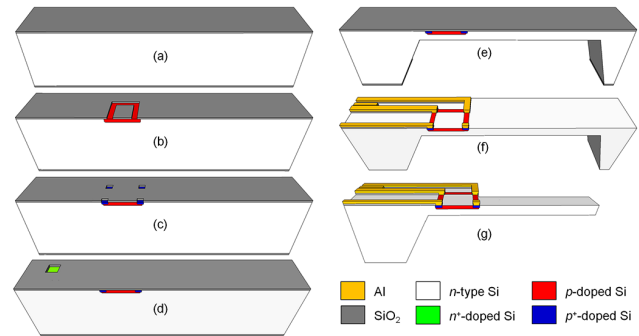 (a)
(b)
(c)
(d)
(e)
(f)
(g)
Al
n-type Si
p-doped Si
SiO₂
n⁺-doped Si
p⁺-doped Si